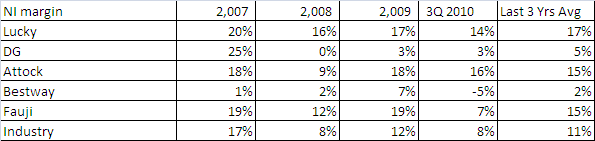 NI margin 2,007 2,008 2,009 3Q 2010 Last 3 Yrs Avg
Lucky 20% 16% 17% 14% 17%
DG 25% 0% 3% 3% 5%
Attock 18% 9% 18% 16% 15%
Bestway 1% 2% 7% -5% 2%
Fauji 19% 12% 19% 7% 15%
Industry 17% 8% 12% 8% 11%